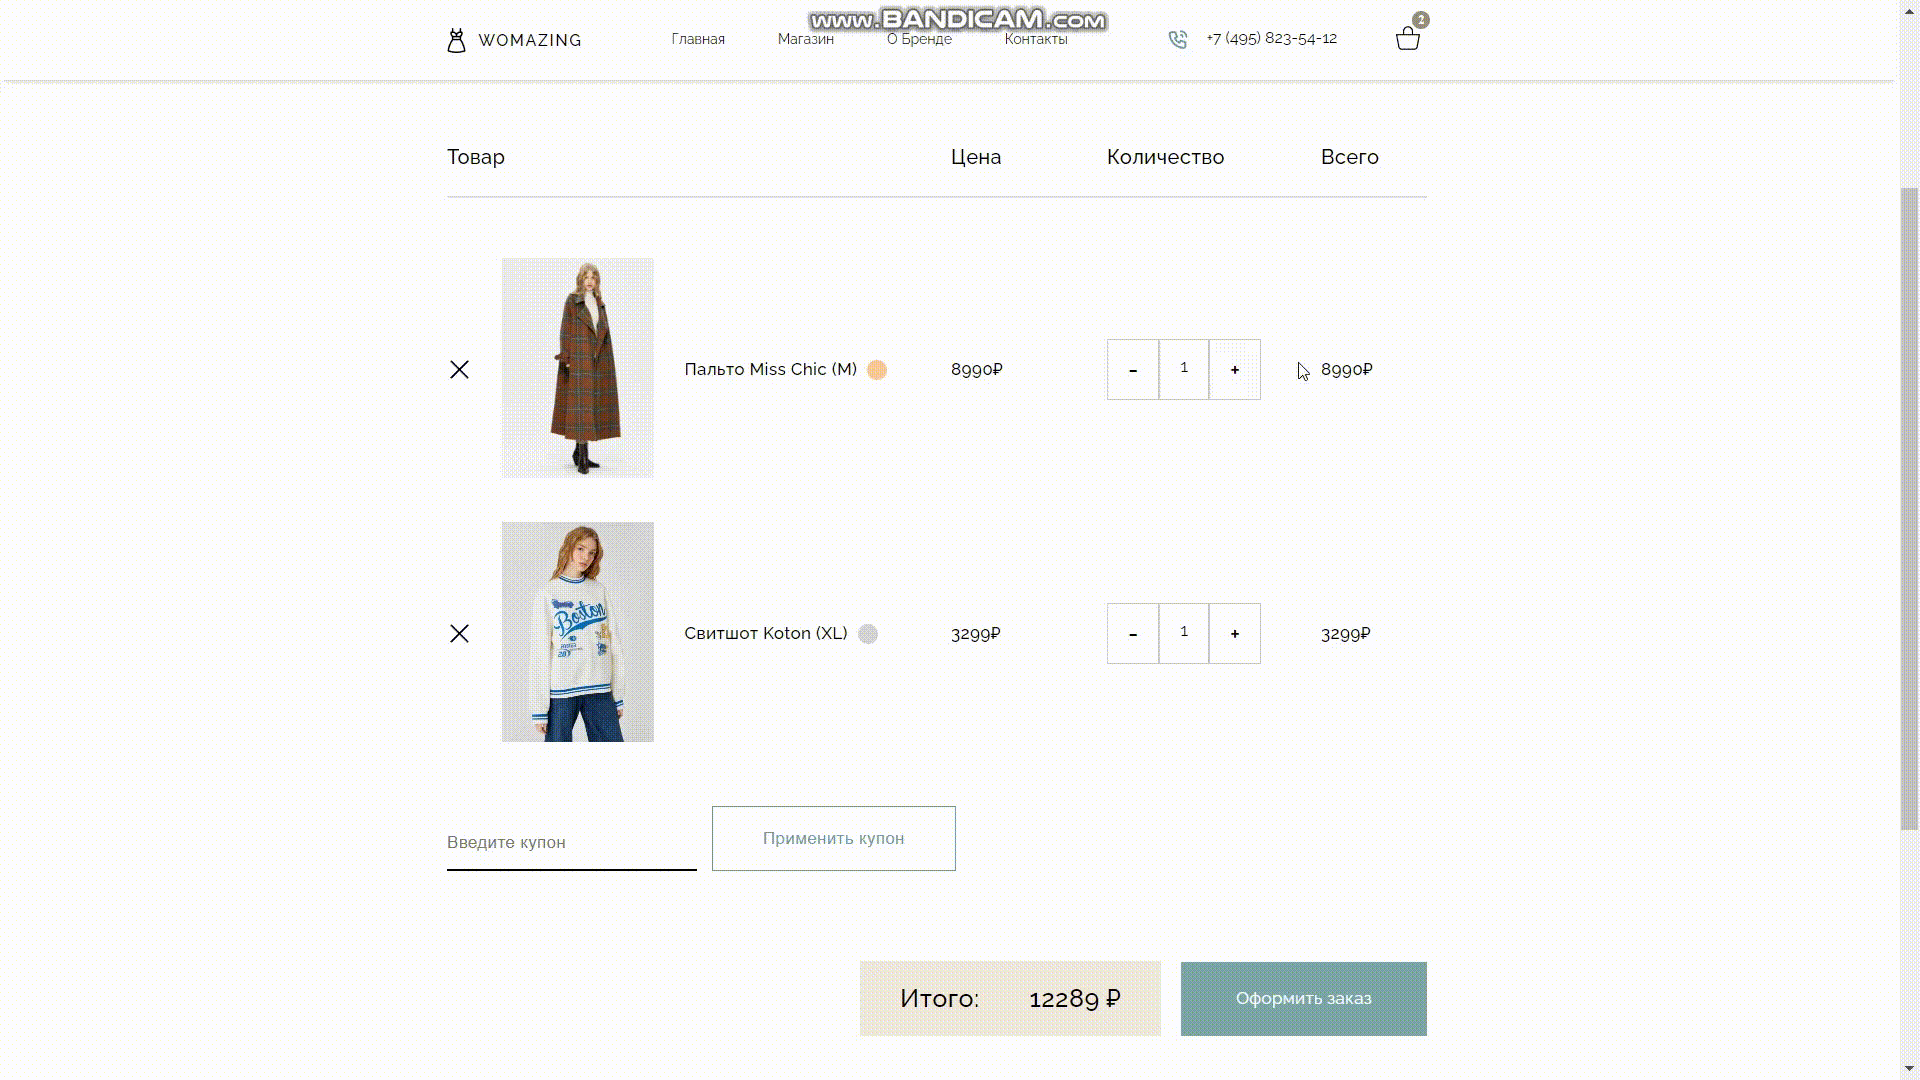 www.BANDICAM.com
2
WOMAZING
Главная
Магазин
О Бренде
Контакты
+7 (495) 823-54-12
Товар
Цена
Количество
Всего
Пальто Miss Chic (M)
8990₽
-
1
+
8990₽
Boston
Свитшот Koton (XL)
3299₽
-
1
+
3299₽
Введите купон
Применить купон
Итого:
12289 ₽
Оформить заказ